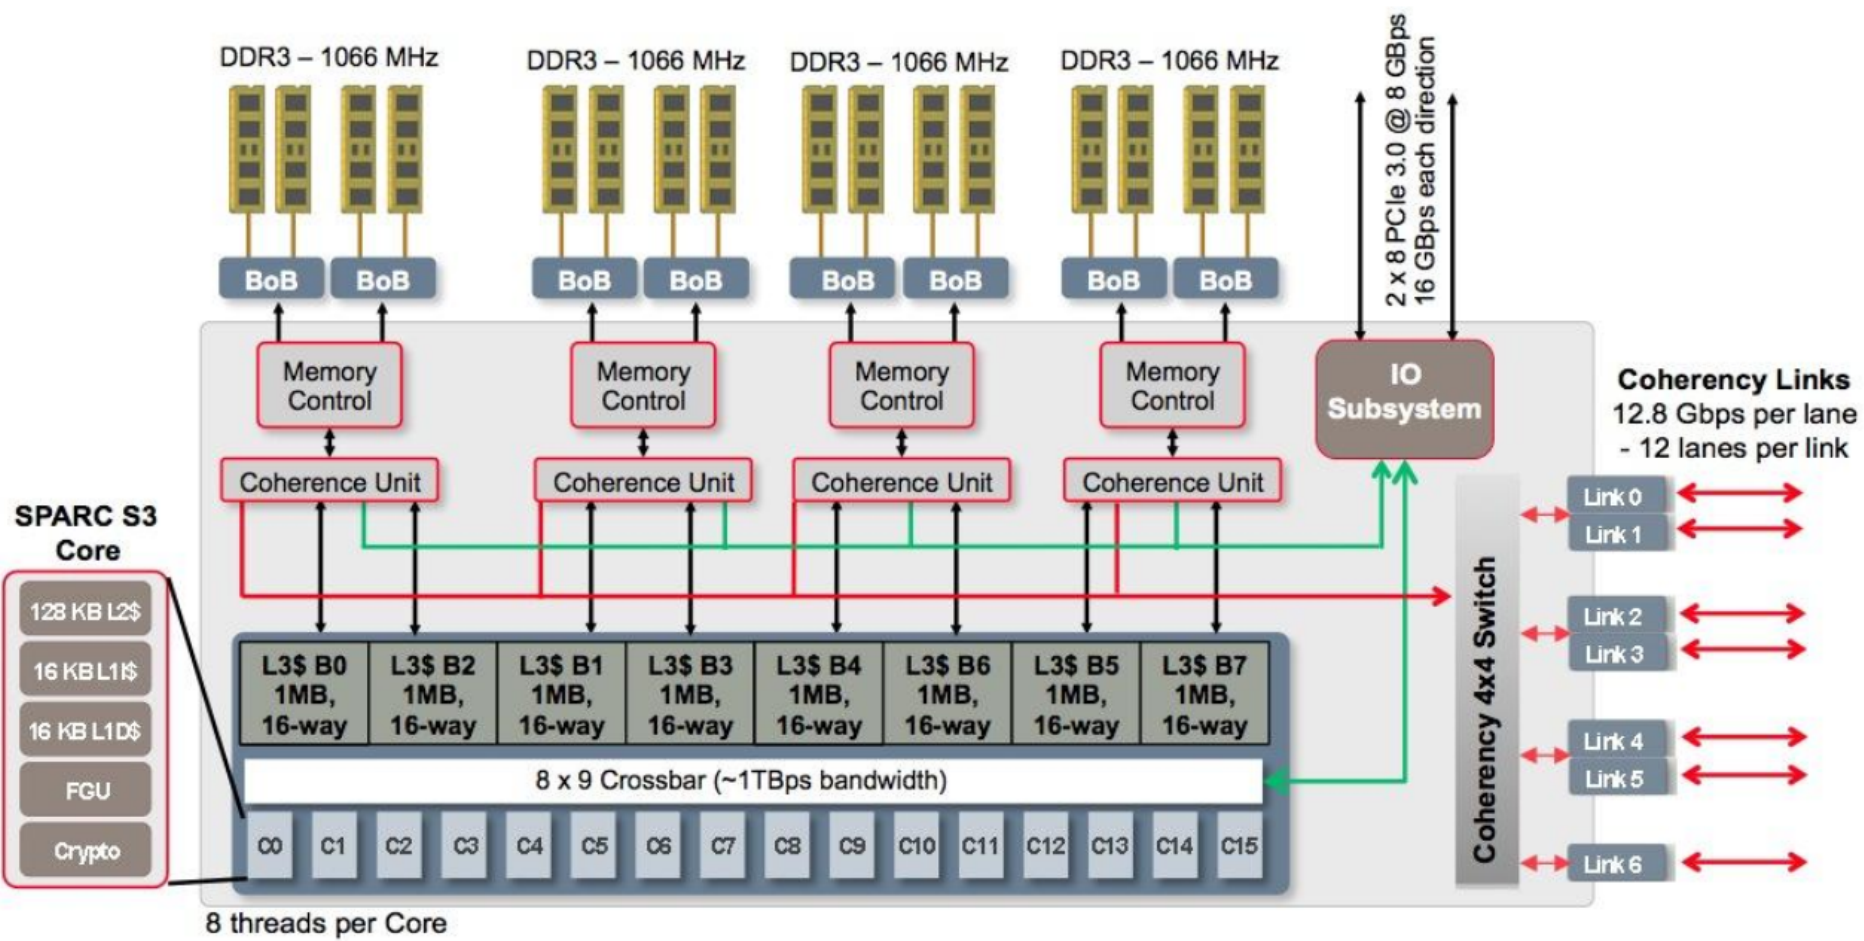 DDR3 – 1066 MHz
DDR3 – 1066 MHz
DDR3 – 1066 MHz
DDR3 – 1066 MHz
2 x 8 PCIe 3.0 @ 8 GBps
16 GBps each direction
BoB
BoB
BoB
BoB
BoB
BoB
BoB
BoB
Memory
Control
Memory
Control
Memory
Control
Memory
Control
IO
Subsystem
Coherency Links
12.8 Gbps per lane
- 12 lanes per link
Coherence Unit
Coherence Unit
Coherence Unit
Coherence Unit
Link 0
Link 1
Link 2
Link 3
Link 4
Link 5
Link 6
Coherency 4x4 Switch
SPARC S3
Core
128 KB L2$
16 KB L1I$
16 KB L1D$
FGU
Crypto
L3$ B0
1MB,
16-way
L3$ B2
1MB,
16-way
L3$ B1
1MB,
16-way
L3$ B3
1MB,
16-way
L3$ B4
1MB,
16-way
L3$ B6
1MB,
16-way
L3$ B5
1MB,
16-way
L3$ B7
1MB,
16-way
8 x 9 Crossbar (~1TBps bandwidth)
C0
C1
C2
C3
C4
C5
C6
C7
C8
C9
C10
C11
C12
C13
C14
C15
8 threads per Core